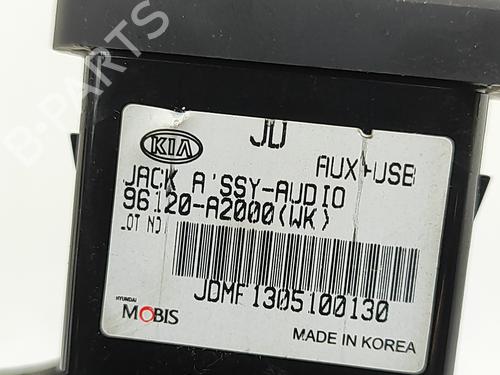 B-PARTS
KIA
JD
AUX+USB
JACK A'SSY-AUDIO
96120-A2000(WK)
LOT NO
JDMF1305100130
HYUNDAI
MOBIS
MADE IN KOREA